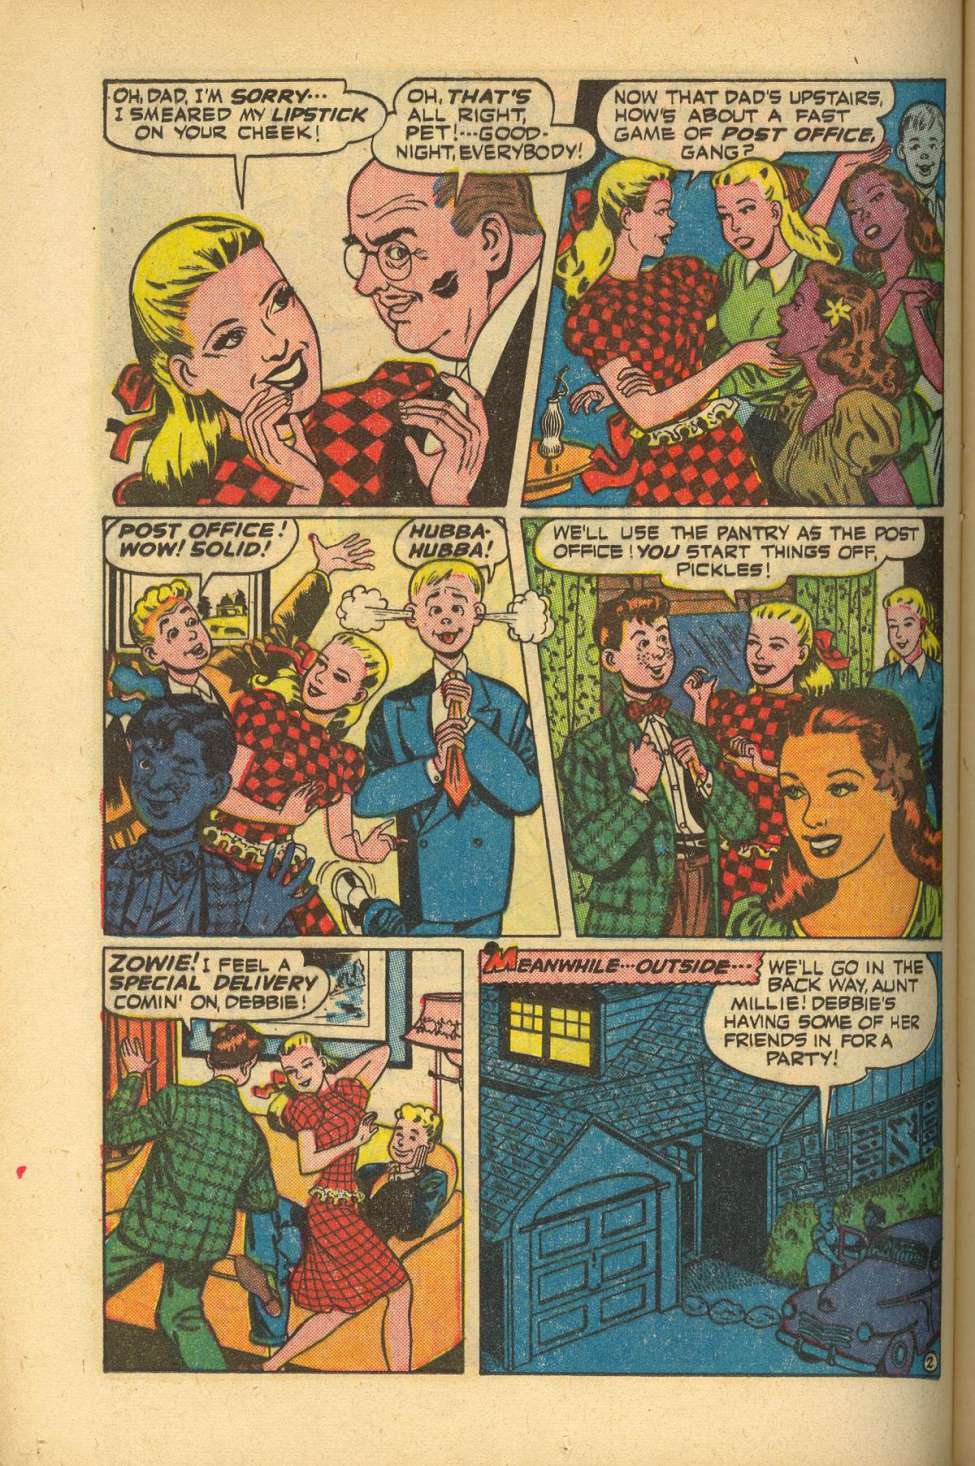 OH, DAD, I'M SORRY...
I SMEARED MY LIPSTICK
ON YOUR CHEEK!
OH, THAT'S
ALL RIGHT,
PET!...GOOD-
NIGHT, EVERYBODY!
NOW THAT DAD'S UPSTAIRS,
HOW'S ABOUT A FAST
GAME OF POST OFFICE,
GANG?
POST OFFICE!
WOW! SOLID!
HUBBA-
HUBBA!
WE'LL USE THE PANTRY AS THE POST
OFFICE! YOU START THINGS OFF,
PICKLES!
ZOWIE! I FEEL A
SPECIAL DELIVERY
COMIN' ON, DEBBIE!
MEANWHILE...OUTSIDE...
WE'LL GO IN THE
BACK WAY, AUNT
MILLIE! DEBBIE'S
HAVING SOME OF HER
FRIENDS IN FOR A
PARTY!
2